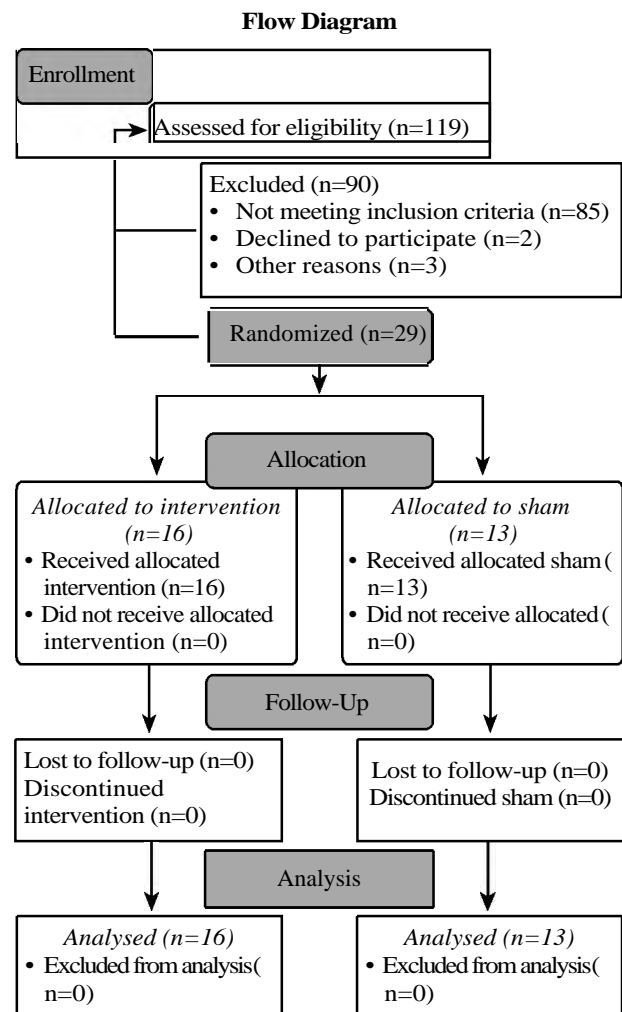 Flow Diagram
Enrollment
Assessed for eligibility (n=119)
Excluded (n=90)
• Not meeting inclusion criteria (n=85)
• Declined to participate (n=2)
• Other reasons (n=3)
Randomized (n=29)
Allocation
Allocated to intervention
(n=16)
• Received allocated
intervention (n=16)
• Did not receive allocated
intervention (n=0)
Allocated to sham
(n=13)
• Received allocated sham(
n=13)
• Did not receive allocated(
n=0)
Follow-Up
Lost to follow-up (n=0)
Discontinued
intervention (n=0)
Lost to follow-up (n=0)
Discontinued sham (n=0)
Analysis
Analysed (n=16)
• Excluded from analysis(
n=0)
Analysed (n=13)
• Excluded from analysis(
n=0)